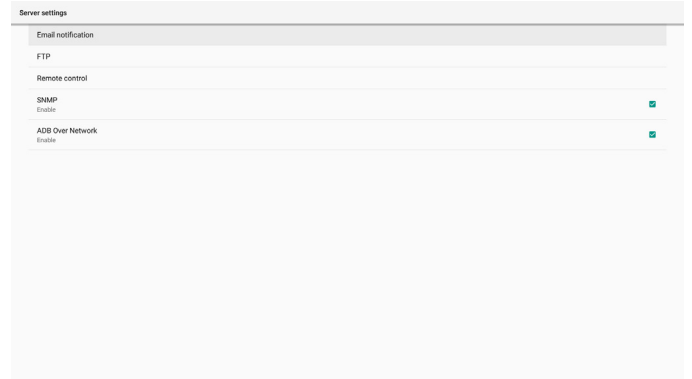 Server settings
Email notification
FTP
Remote control
SNMP
Enable
ADB Over Network
Enable